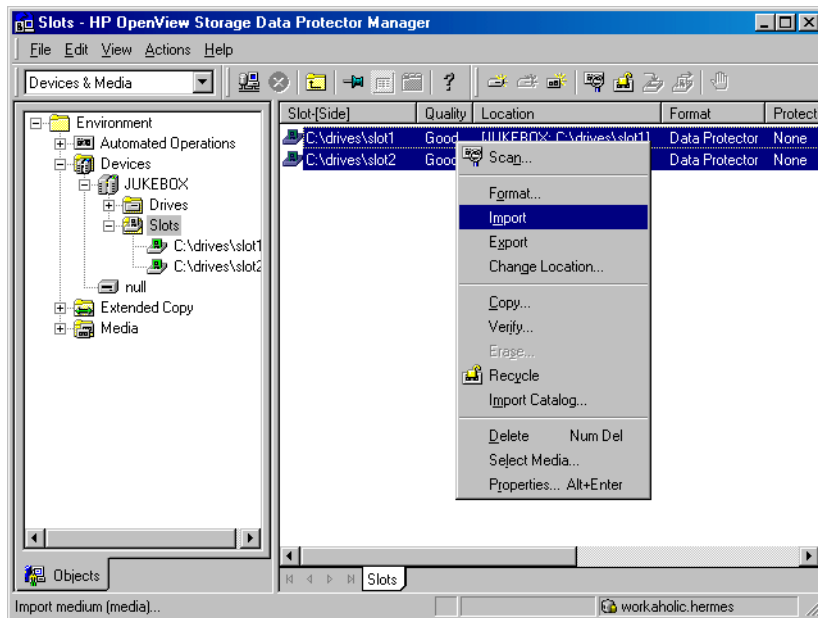 Slots - HP OpenView Storage Data Protector Manager
File Edit View Actions Help
Devices & Media
Environment
Automated Operations
Devices
JUKEBOX
Drives
Slots
C:\drives\slot1
C:\drives\slot2
null
Extended Copy
Media
Objects
Slot-[Side] Quality Location Format Protect
C:\drives\slot1 Good [JUKEBOX: C:\drives\slot1] Data Protector None
C:\drives\slot2 Good Data Protector None
Scan...
Format...
Import
Export
Change Location...
Copy...
Verify...
Erase...
Recycle
Import Catalog...
Delete Num Del
Select Media...
Properties... Alt+Enter
Slots
Import medium (media)... workaholic.hermes